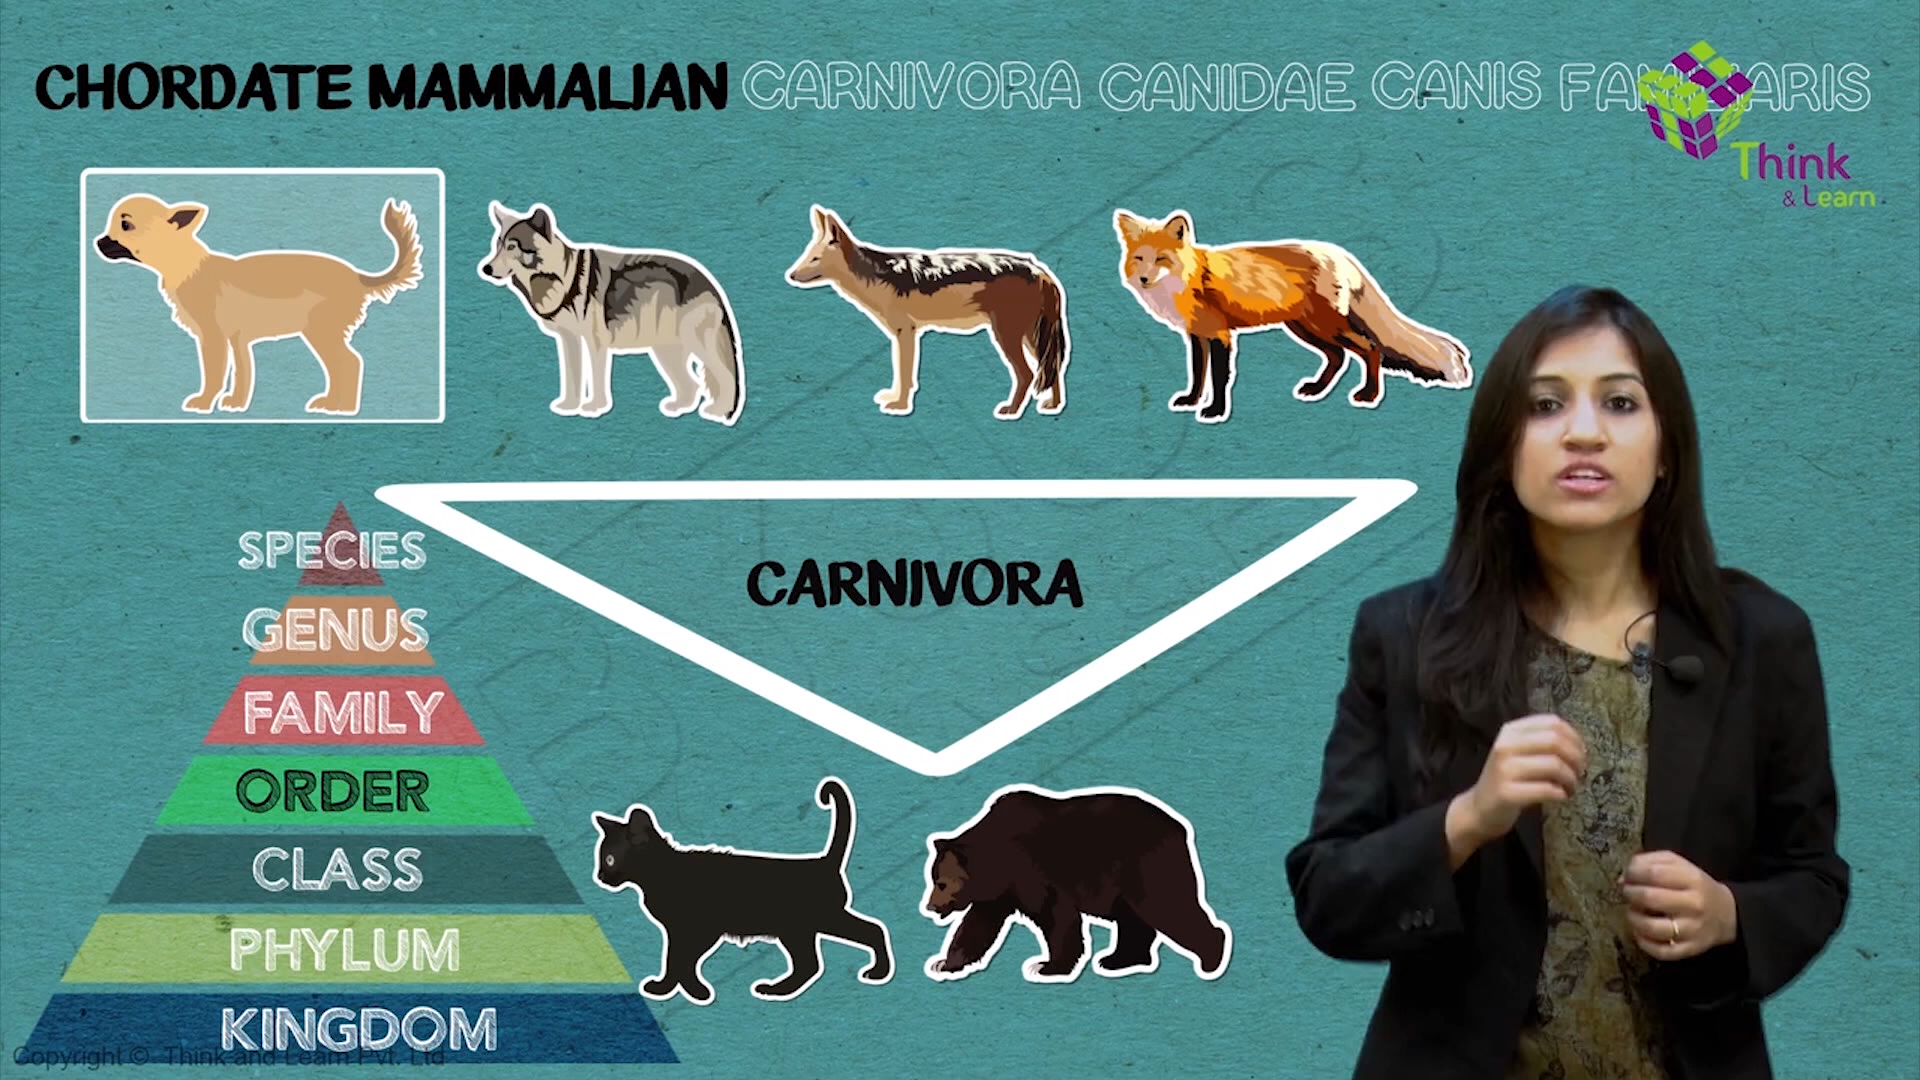 CHORDATE MAMMALIAN CARNIVORA CANIDAE CANIS FAMILIARIS
Think
& Learn
CARNIVORA
SPECIES
GENUS
FAMILY
ORDER
CLASS
PHYLUM
KINGDOM
Copyright © Think and Learn Pvt. Ltd